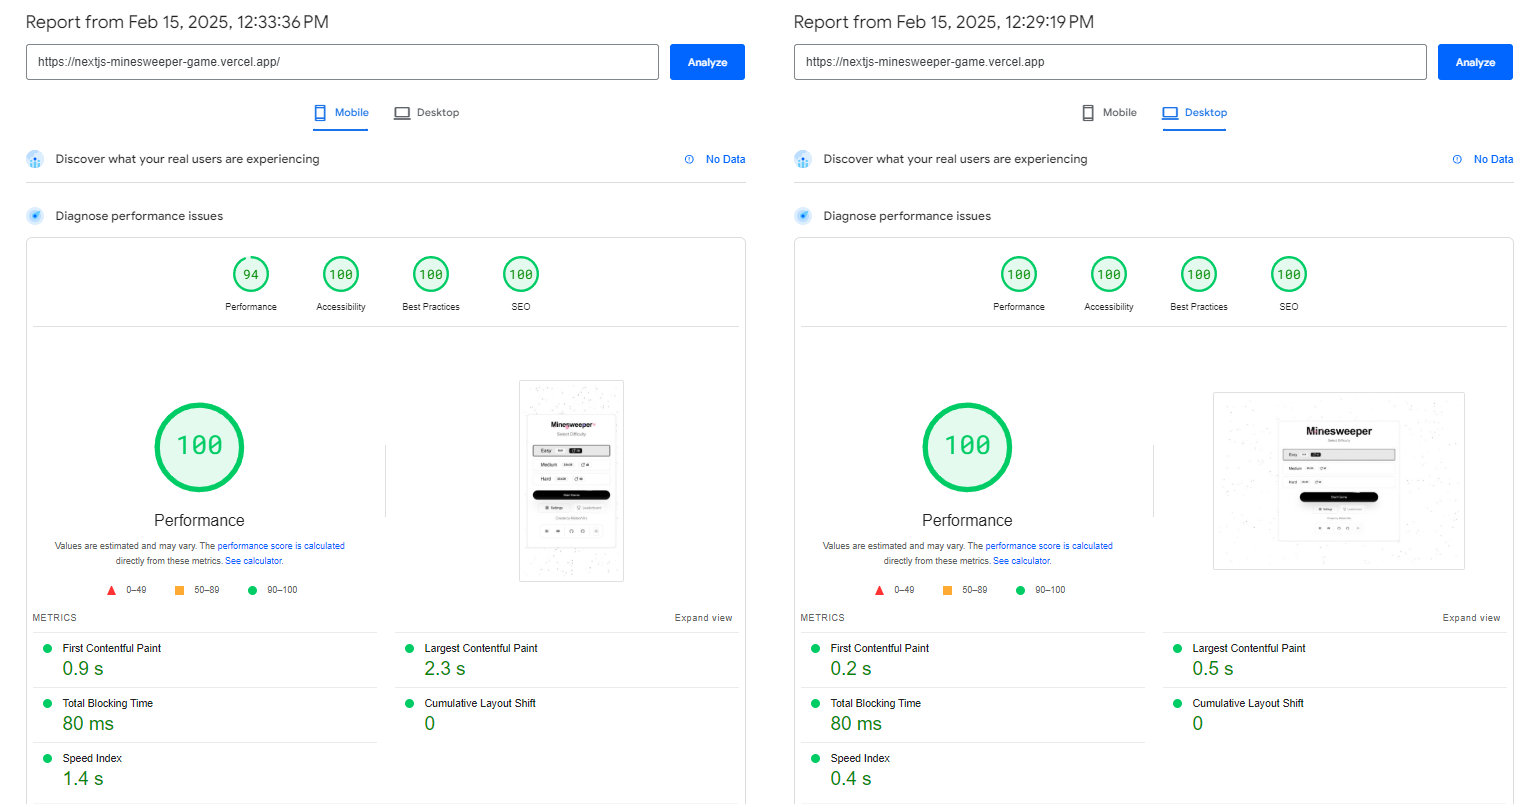 Report from Feb 15, 2025, 12:33:36 PM
https://nextjs-minesweeper-game.vercel.app/
Analyze
Mobile
Desktop
Discover what your real users are experiencing
No Data
Diagnose performance issues
94
100
100
100
Performance
Accessibility
Best Practices
SEO
100
Performance
Values are estimated and may vary. The performance score is calculated
directly from these metrics. See calculator.
0–49
50–89
90–100
Minesweeper
Select Difficulty
Easy
Medium
Hard
Start Game
Settings
Leaderboard
METRICS
Expand view
First Contentful Paint
0.9 s
Largest Contentful Paint
2.3 s
Total Blocking Time
80 ms
Cumulative Layout Shift
0
Speed Index
1.4 s
Report from Feb 15, 2025, 12:29:19 PM
https://nextjs-minesweeper-game.vercel.app
Analyze
Mobile
Desktop
Discover what your real users are experiencing
No Data
Diagnose performance issues
100
100
100
100
Performance
Accessibility
Best Practices
SEO
100
Performance
Values are estimated and may vary. The performance score is calculated
directly from these metrics. See calculator.
0–49
50–89
90–100
Minesweeper
Select Difficulty
Easy
Medium
Hard
Start Game
Settings
Leaderboard
METRICS
Expand view
First Contentful Paint
0.2 s
Largest Contentful Paint
0.5 s
Total Blocking Time
80 ms
Cumulative Layout Shift
0
Speed Index
0.4 s